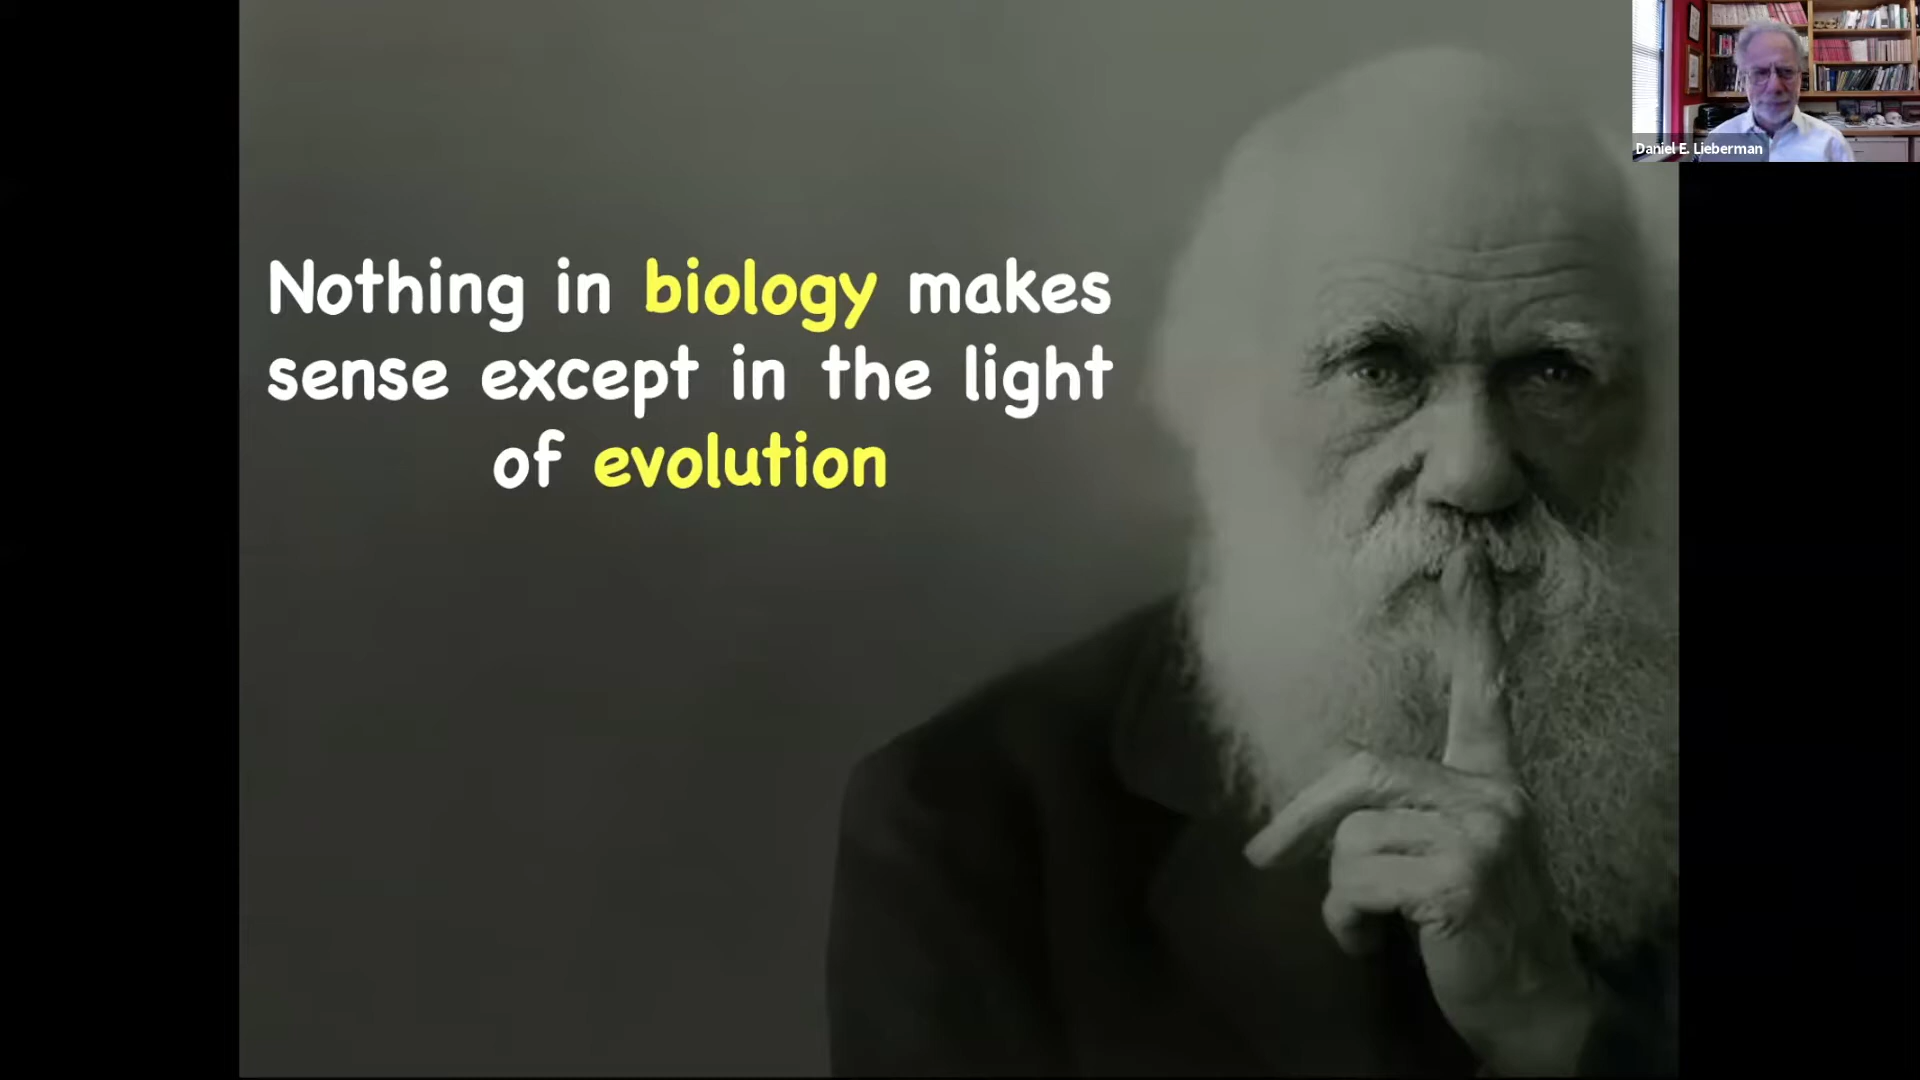 Nothing in biology makes
sense except in the light
of evolution
Daniel E. Lieberman